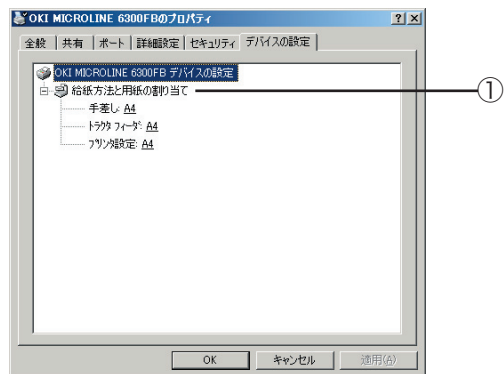 OKI MICROLINE 6300FBのプロパティ
全般 共有 ポート 詳細設定 セキュリティ デバイスの設定
OKI MICROLINE 6300FB デバイスの設定
給紙方法と用紙の割り当て ①
手差し: A4
トラクタ フィーダ: A4
プリンタ設定: A4
OK キャンセル 適用(A)